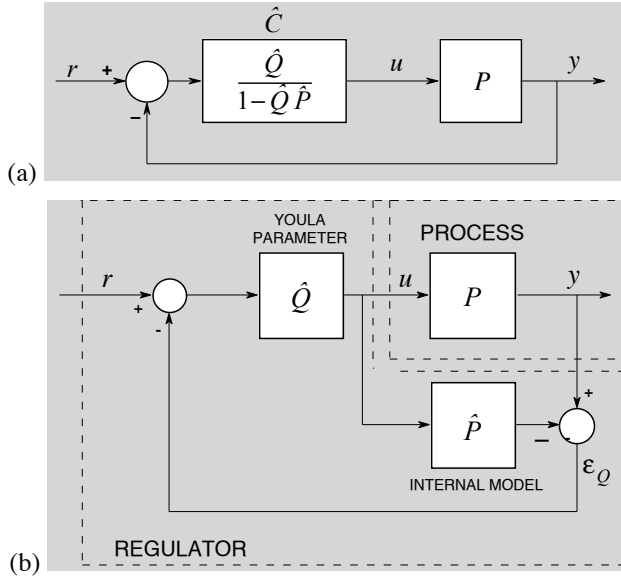 Ĉ
r + u y
Q̂
1 − Q̂ P̂
P
−
(a)
YOULA
PARAMETER
PROCESS
r u y
Q̂
P
+
-
+
P̂
− -
ε_Q
INTERNAL MODEL
REGULATOR
(b)